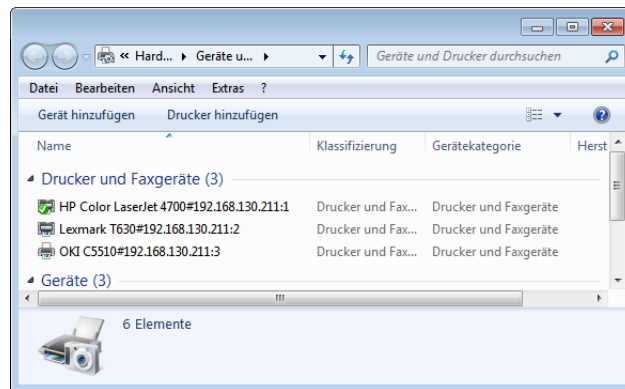 « Hard... ▸ Geräte u... ▸ Geräte und Drucker durchsuchen
Datei Bearbeiten Ansicht Extras ?
Gerät hinzufügen Drucker hinzufügen
Name Klassifizierung Gerätekategorie Herst
Drucker und Faxgeräte (3)
HP Color LaserJet 4700#192.168.130.211:1 Drucker und Fax... Drucker und Faxgeräte
Lexmark T630#192.168.130.211:2 Drucker und Fax... Drucker und Faxgeräte
OKI C5510#192.168.130.211:3 Drucker und Fax... Drucker und Faxgeräte
Geräte (3)
6 Elemente